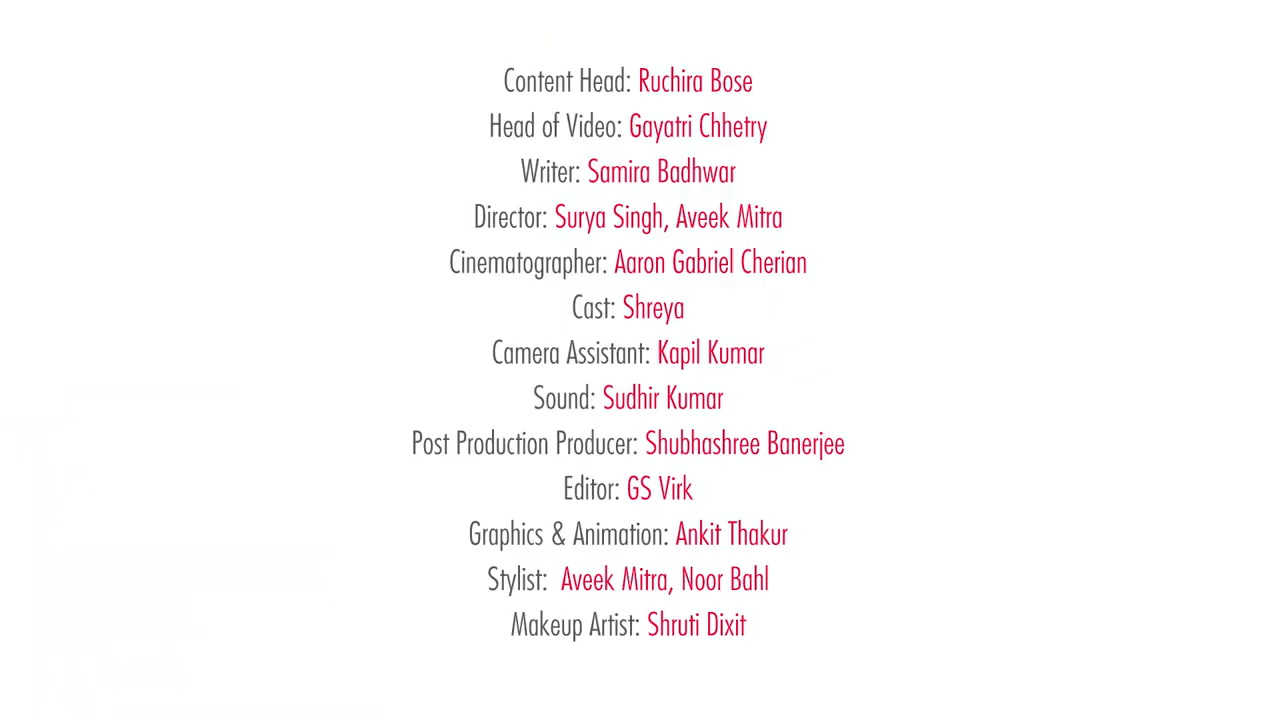 Content Head: Ruchira Bose
Head of Video: Gayatri Chhetry
Writer: Samira Badhwar
Director: Surya Singh, Aveek Mitra
Cinematographer: Aaron Gabriel Cherian
Cast: Shreya
Camera Assistant: Kapil Kumar
Sound: Sudhir Kumar
Post Production Producer: Shubhashree Banerjee
Editor: GS Virk
Graphics & Animation: Ankit Thakur
Stylist: Aveek Mitra, Noor Bahl
Makeup Artist: Shruti Dixit